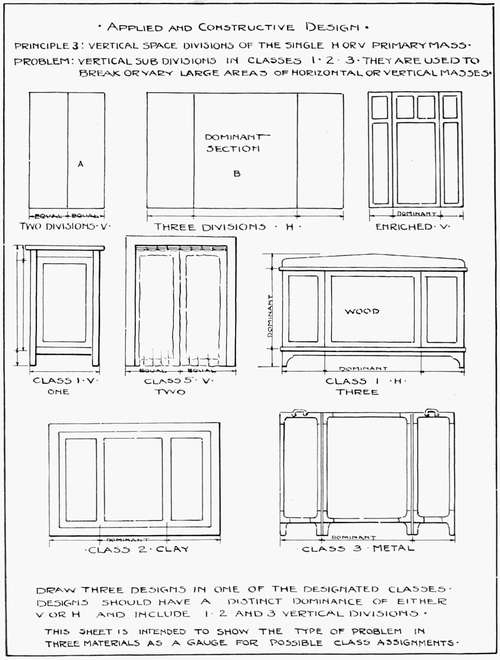 · APPLIED AND CONSTRUCTIVE DESIGN ·
PRINCIPLE 3: VERTICAL SPACE DIVISIONS OF THE SINGLE H OR V PRIMARY MASS ·
PROBLEM: VERTICAL SUB DIVISIONS IN CLASSES 1 · 2 · 3 · THEY ARE USED TO
BREAK OR VARY LARGE AREAS OF HORIZONTAL OR VERTICAL MASSES ·
A
DOMINANT
SECTION
B
EQUAL EQUAL
DOMINANT
TWO DIVISIONS · V ·
THREE DIVISIONS · H ·
ENRICHED · V ·
DOMINANT
WOOD
EQUAL EQUAL
DOMINANT
CLASS 1 · V
ONE
CLASS 5 · V ·
TWO
CLASS 1 · H ·
THREE
DOMINANT
DOMINANT
· CLASS 2 · CLAY
CLASS 3 · METAL
DRAW THREE DESIGNS IN ONE OF THE DESIGNATED CLASSES ·
DESIGNS SHOULD HAVE A DISTINCT DOMINANCE OF EITHER
V OR H AND INCLUDE 1 · 2 AND 3 VERTICAL DIVISIONS ·
THIS SHEET IS INTENDED TO SHOW THE TYPE OF PROBLEM IN
THREE MATERIALS AS A GAUGE FOR POSSIBLE CLASS ASSIGNMENTS ·